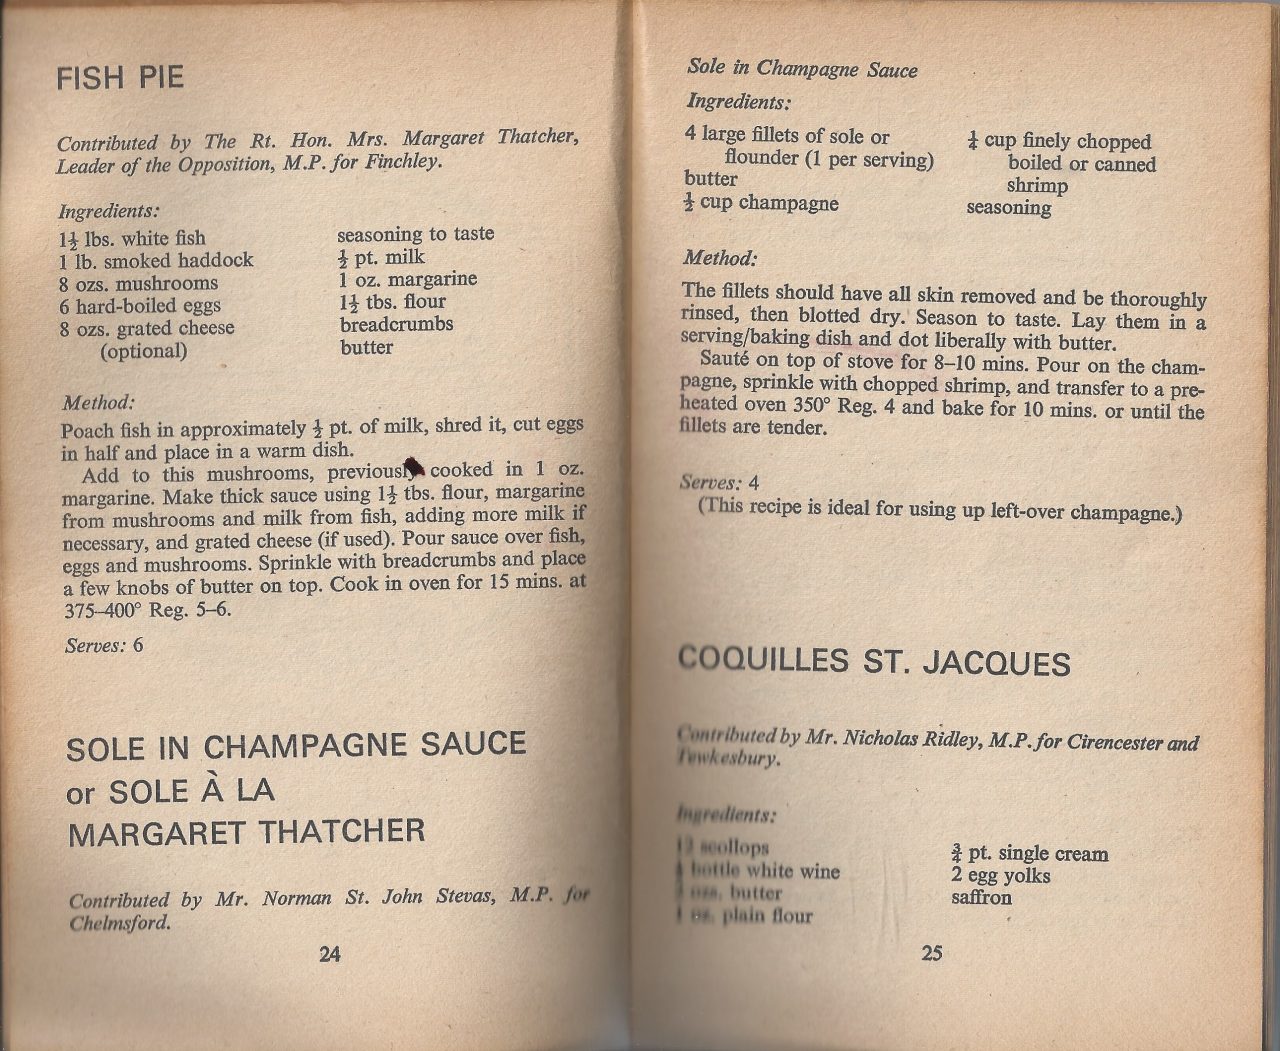 FISH PIE
Contributed by The Rt. Hon. Mrs. Margaret Thatcher,
Leader of the Opposition, M.P. for Finchley.
Ingredients:
1½ lbs. white fish
1 lb. smoked haddock
8 ozs. mushrooms
6 hard-boiled eggs
8 ozs. grated cheese
(optional)
seasoning to taste
½ pt. milk
1 oz. margarine
1½ tbs. flour
breadcrumbs
butter
Method:
Poach fish in approximately ½ pt. of milk, shred it, cut eggs
in half and place in a warm dish.
Add to this mushrooms, previously cooked in 1 oz.
margarine. Make thick sauce using 1½ tbs. flour, margarine
from mushrooms and milk from fish, adding more milk if
necessary, and grated cheese (if used). Pour sauce over fish,
eggs and mushrooms. Sprinkle with breadcrumbs and place
a few knobs of butter on top. Cook in oven for 15 mins. at
375–400° Reg. 5–6.
Serves: 6
SOLE IN CHAMPAGNE SAUCE
or SOLE À LA
MARGARET THATCHER
Contributed by Mr. Norman St. John Stevas, M.P. for
Chelmsford.
24
Sole in Champagne Sauce
Ingredients:
4 large fillets of sole or
flounder (1 per serving)
butter
½ cup champagne
¼ cup finely chopped
boiled or canned
shrimp
seasoning
Method:
The fillets should have all skin removed and be thoroughly
rinsed, then blotted dry. Season to taste. Lay them in a
serving/baking dish and dot liberally with butter.
Sauté on top of stove for 8–10 mins. Pour on the cham-
pagne, sprinkle with chopped shrimp, and transfer to a pre-
heated oven 350° Reg. 4 and bake for 10 mins. or until the
fillets are tender.
Serves: 4
(This recipe is ideal for using up left-over champagne.)
COQUILLES ST. JACQUES
Contributed by Mr. Nicholas Ridley, M.P. for Cirencester and
Tewkesbury.
Ingredients:
scollops
bottle white wine
ozs. butter
oz. plain flour
¾ pt. single cream
2 egg yolks
saffron
25